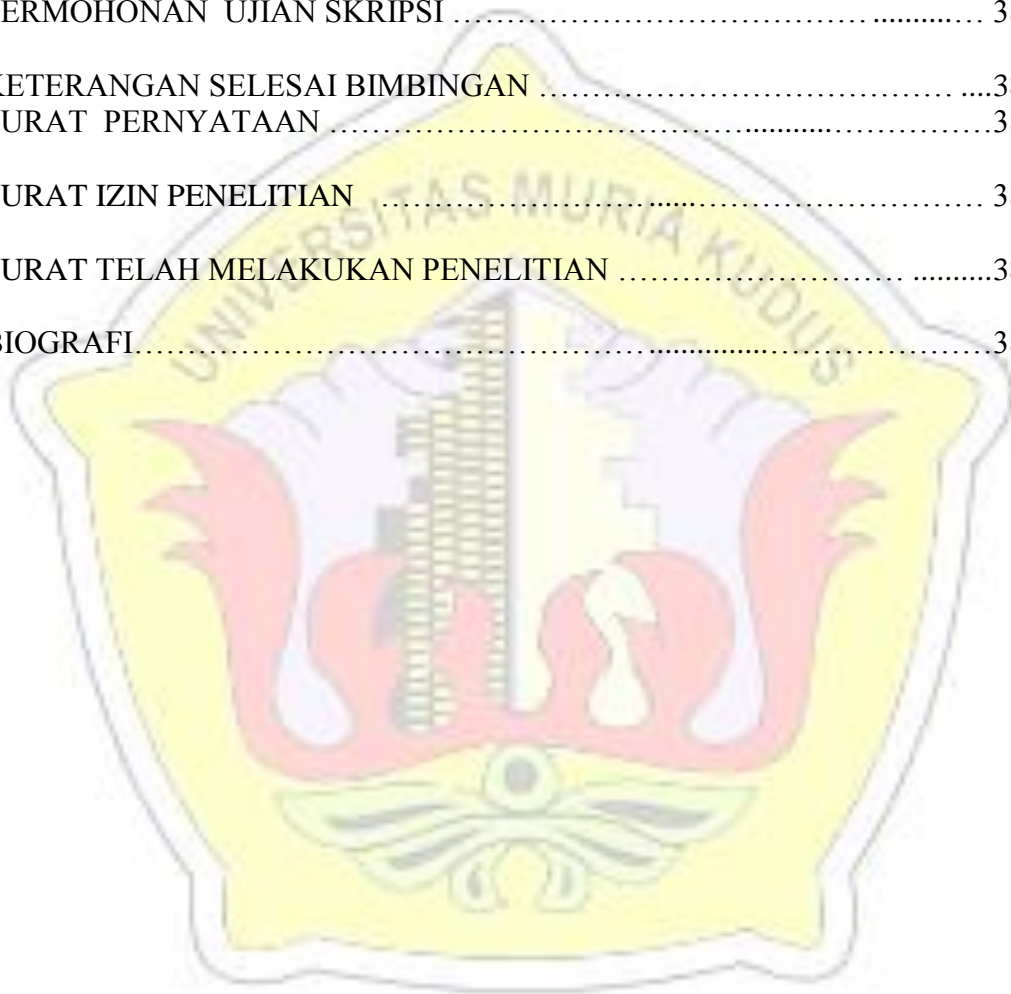 ERMOHONAN UJIAN SKRIPSI …………………………………… ...........… 3
KETERANGAN SELESAI BIMBINGAN …………………………………… ....3
URAT PERNYATAAN ……………………………………............……………3
URAT IZIN PENELITIAN ………………………......……………………… 3
URAT TELAH MELAKUKAN PENELITIAN ……………………… ..........3
BIOGRAFI……………………………………………...............…………………3
UNIVERSITAS MURIA KUDUS